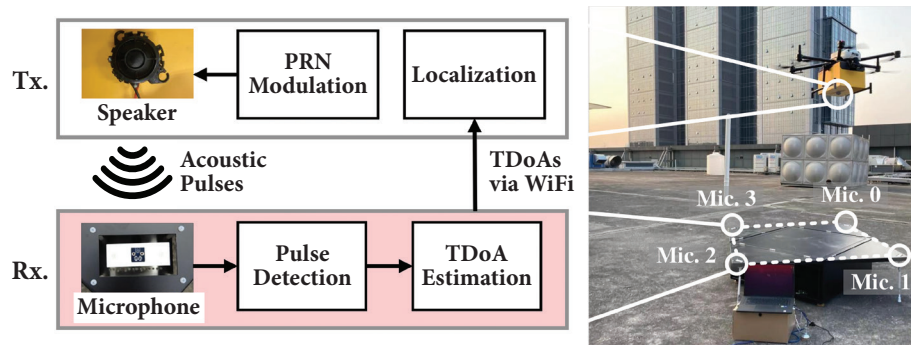 Tx.
Speaker
PRN
Modulation
Localization
Acoustic
Pulses
TDoAs
via WiFi
Rx.
Microphone
Pulse
Detection
TDoA
Estimation
Mic. 3
Mic. 0
Mic. 2
Mic. 1